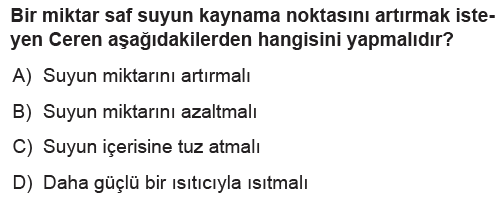 Bir miktar saf suyun kaynama noktasını artırmak iste-
yen Ceren aşağıdakilerden hangisini yapmalıdır?
A) Suyun miktarını artırmalı
B) Suyun miktarını azaltmalı
C) Suyun içerisine tuz atmalı
D) Daha güçlü bir ısıtıcıyla ısıtmalı